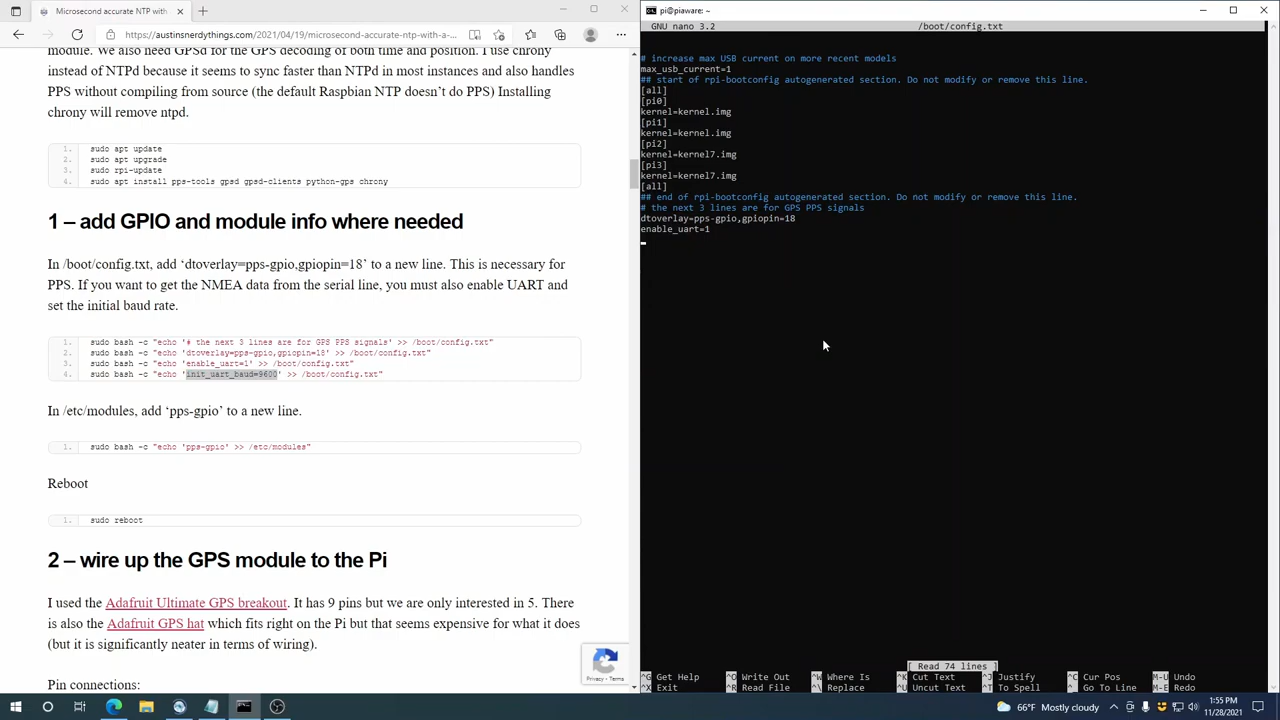 Microsecond accurate NTP with
https://austinsnerdythings.com/2021/04/19/microsecond-accurate-ntp-with-a-...
module. We also need GPSd for the GPS decoding of both time and position. I use chrony
instead of NTPd because it seems to sync faster than NTPd in most instances and also handles
PPS without compiling from source (the default Raspbian NTP doesn't do PPS) Installing
chrony will remove ntpd.
1. sudo apt update
2. sudo apt upgrade
3. sudo rpi-update
4. sudo apt install pps-tools gpsd gpsd-clients python-gps chrony
1 – add GPIO and module info where needed
In /boot/config.txt, add ‘dtoverlay=pps-gpio,gpiopin=18’ to a new line. This is necessary for
PPS. If you want to get the NMEA data from the serial line, you must also enable UART and
set the initial baud rate.
1. sudo bash -c "echo '# the next 3 lines are for GPS PPS signals' >> /boot/config.txt"
2. sudo bash -c "echo 'dtoverlay=pps-gpio,gpiopin=18' >> /boot/config.txt"
3. sudo bash -c "echo 'enable_uart=1' >> /boot/config.txt"
4. sudo bash -c "echo 'init_uart_baud=9600' >> /boot/config.txt"
In /etc/modules, add ‘pps-gpio’ to a new line.
1. sudo bash -c "echo 'pps-gpio' >> /etc/modules"
Reboot
1. sudo reboot
2 – wire up the GPS module to the Pi
I used the Adafruit Ultimate GPS breakout. It has 9 pins but we are only interested in 5. There
is also the Adafruit GPS hat which fits right on the Pi but that seems expensive for what it does
(but it is significantly neater in terms of wiring).
Pin connections:
Privacy - Terms
pi@piaware: ~
GNU nano 3.2 /boot/config.txt
# increase max USB current on more recent models
max_usb_current=1
## start of rpi-bootconfig autogenerated section. Do not modify or remove this line.
[all]
[pi0]
kernel=kernel.img
[pi1]
kernel=kernel.img
[pi2]
kernel=kernel7.img
[pi3]
kernel=kernel7.img
[all]
## end of rpi-bootconfig autogenerated section. Do not modify or remove this line.
# the next 3 lines are for GPS PPS signals
dtoverlay=pps-gpio,gpiopin=18
enable_uart=1
[ Read 74 lines ]
^G Get Help ^O Write Out ^W Where Is ^K Cut Text ^J Justify ^C Cur Pos M-U Undo
^X Exit ^R Read File ^\ Replace ^U Uncut Text ^T To Spell ^_ Go To Line M-E Redo
66°F Mostly cloudy
1:55 PM
11/28/2021